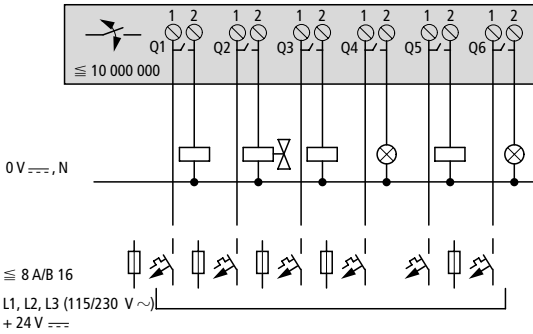 1 2 1 2 1 2 1 2 1 2 1 2
Q1 Q2 Q3 Q4 Q5 Q6
≦ 10 000 000
0 V ⎓, N
≦ 8 A/B 16
L1, L2, L3 (115/230 V ~)
+ 24 V ⎓